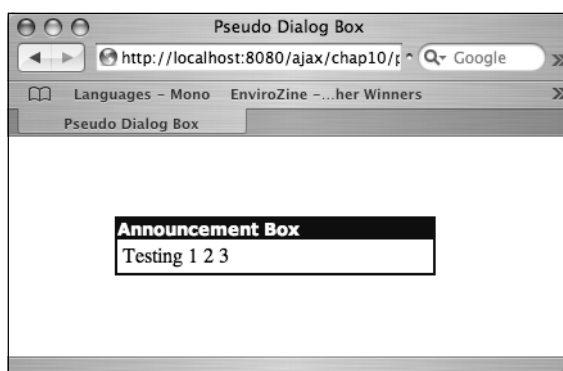 Pseudo Dialog Box
http://localhost:8080/ajax/chap10/
Google
Languages – Mono EnviroZine –...her Winners
Pseudo Dialog Box
Announcement Box
Testing 1 2 3